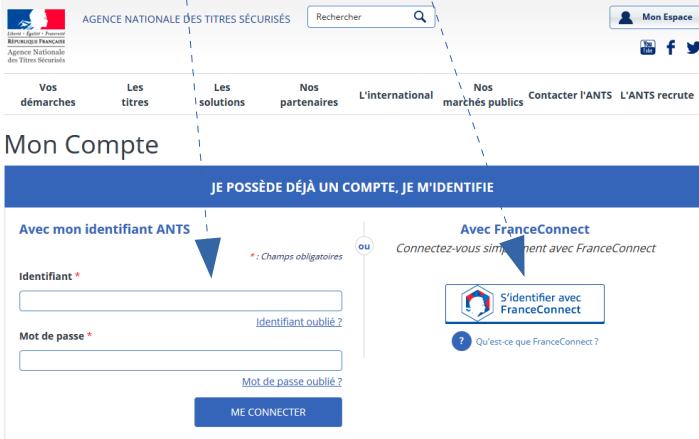 AGENCE NATIONALE DES TITRES SÉCURISÉS
Rechercher
Mon Espace
Liberté • Égalité • Fraternité
RÉPUBLIQUE FRANÇAISE
Agence Nationale
des Titres Sécurisés
You
Tube
Vos
démarches
Les
titres
Les
solutions
Nos
partenaires
L'international
Nos
marchés publics
Contacter l'ANTS
L'ANTS recrute
Mon Compte
JE POSSÈDE DÉJÀ UN COMPTE, JE M'IDENTIFIE
Avec mon identifiant ANTS
* : Champs obligatoires
Identifiant *
Identifiant oublié ?
Mot de passe *
Mot de passe oublié ?
ME CONNECTER
ou
Avec FranceConnect
Connectez-vous simplement avec FranceConnect
S'identifier avec
FranceConnect
? Qu'est-ce que FranceConnect ?